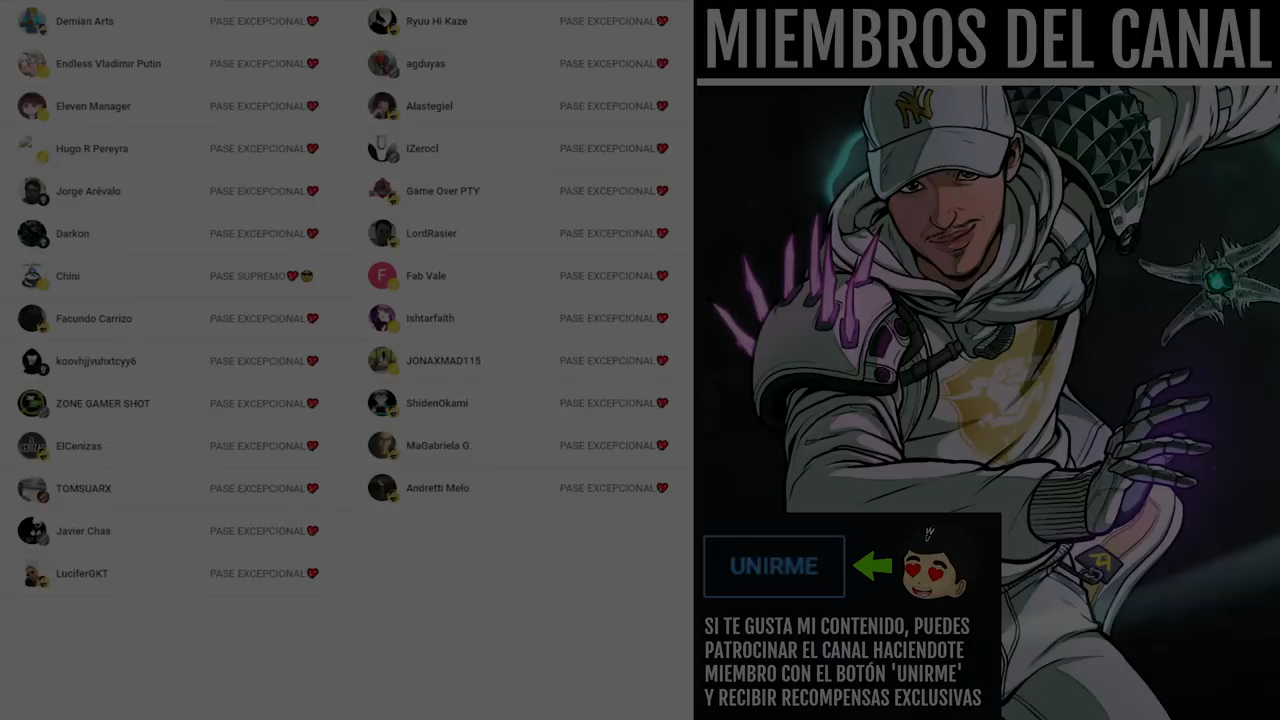 Demian Arts PASE EXCEPCIONAL
Endless Vladimir Putin PASE EXCEPCIONAL
Eleven Manager PASE EXCEPCIONAL
Hugo R Pereyra PASE EXCEPCIONAL
Jorge Arévalo PASE EXCEPCIONAL
Darkon PASE EXCEPCIONAL
Chini PASE SUPREMO
Facundo Carrizo PASE EXCEPCIONAL
koovhjjvuhxtcyy6 PASE EXCEPCIONAL
ZONE GAMER SHOT PASE EXCEPCIONAL
ElCenizas PASE EXCEPCIONAL
TOMSUARX PASE EXCEPCIONAL
Javier Chas PASE EXCEPCIONAL
LuciferGKT PASE EXCEPCIONAL
Ryuu Hi Kaze PASE EXCEPCIONAL
agduyas PASE EXCEPCIONAL
Alastegiel PASE EXCEPCIONAL
IZerocl PASE EXCEPCIONAL
Game Over PTY PASE EXCEPCIONAL
LordRasier PASE EXCEPCIONAL
F Fab Vale PASE EXCEPCIONAL
Ishtarfaith PASE EXCEPCIONAL
JONAXMAD115 PASE EXCEPCIONAL
ShidenOkami PASE EXCEPCIONAL
MaGabriela G. PASE EXCEPCIONAL
Andretti Melo PASE EXCEPCIONAL
MIEMBROS DEL CANAL
NY
UNIRME
SI TE GUSTA MI CONTENIDO, PUEDES
PATROCINAR EL CANAL HACIENDOTE
MIEMBRO CON EL BOTÓN 'UNIRME'
Y RECIBIR RECOMPENSAS EXCLUSIVAS